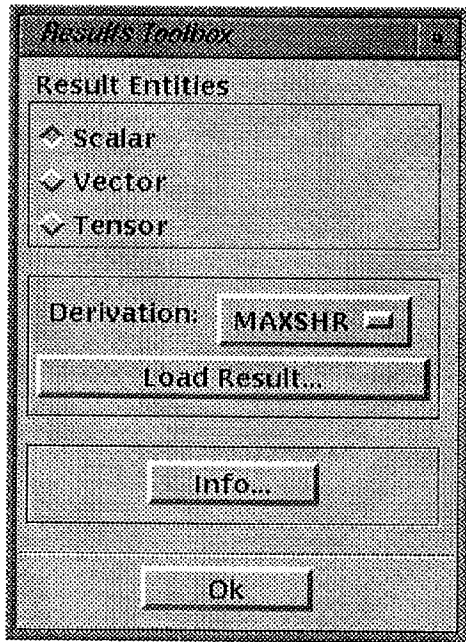 Results Toolbox
Result Entities
Scalar
Vector
Tensor
Derivation: MAXSHR
Load Result...
Info...
Ok